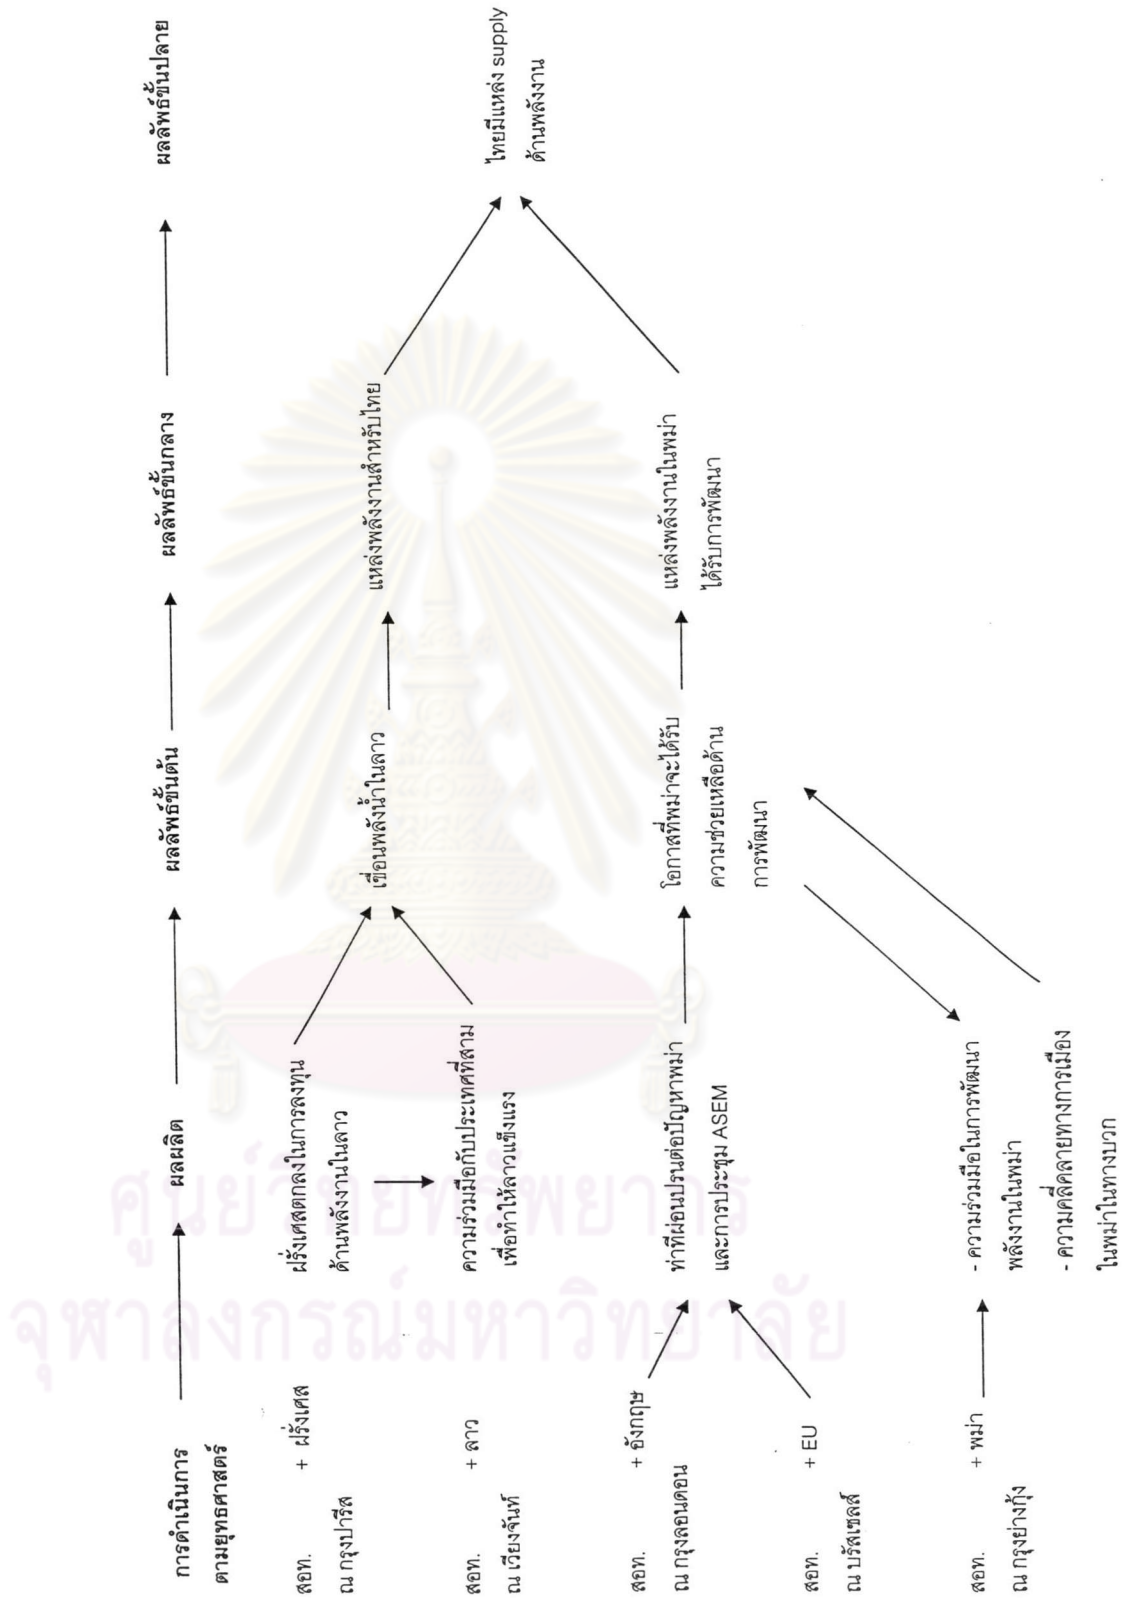 การดำเนินการ
ตามยุทธศาสตร์
ผลผลิต
ผลลัพธ์ขั้นต้น
ผลลัพธ์ขั้นกลาง
ผลลัพธ์ขั้นปลาย
สอท. + ฝรั่งเศส
ณ กรุงปารีส
ฝรั่งเศสตกลงในการลงทุน
ด้านพลังงานในลาว
เขื่อนพลังน้ำในลาว
แหล่งพลังงานสำหรับไทย
สอท. + ลาว
ณ เวียงจันท์
ความร่วมมือกับประเทศที่สาม
เพื่อทำให้ลาวแข็งแรง
ไทยมีแหล่ง supply
ด้านพลังงาน
สอท. + อังกฤษ
ณ กรุงลอนดอน
ท่าทีผ่อนปรนต่อปัญหาพม่า
และการประชุม ASEM
โอกาสที่พม่าจะได้รับ
ความช่วยเหลือด้าน
การพัฒนา
แหล่งพลังงานในพม่า
ได้รับการพัฒนา
สอท. + EU
ณ บรัสเซลส์
สอท. + พม่า
ณ กรุงย่างกุ้ง
- ความร่วมมือในการพัฒนา
พลังงานในพม่า
- ความคลี่คลายทางการเมือง
ในพม่าในทางบวก
ศูนย์วิทยทรัพยากร
จุฬาลงกรณ์มหาวิทยาลัย